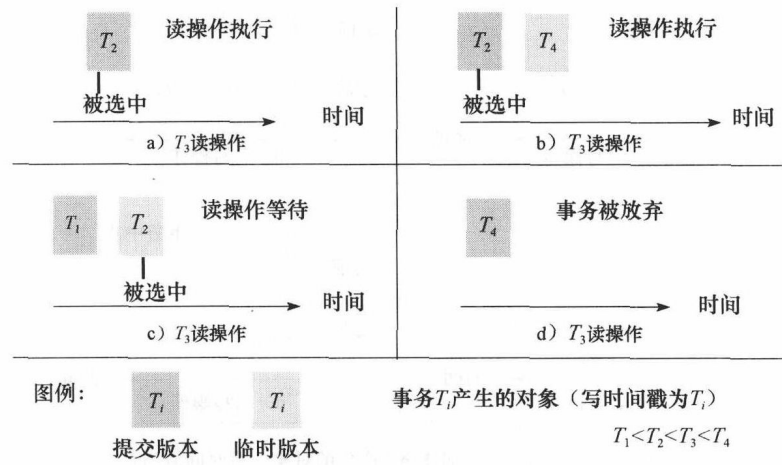 T₂ 读操作执行
被选中
时间
a) T₃读操作
T₂ T₄ 读操作执行
被选中
时间
b) T₃读操作
T₁ T₂ 读操作等待
被选中
时间
c) T₃读操作
T₄ 事务被放弃
时间
d) T₃读操作
图例: Tᵢ Tᵢ 事务Tᵢ产生的对象(写时间戳为Tᵢ)
提交版本 临时版本 T₁<T₂<T₃<T₄